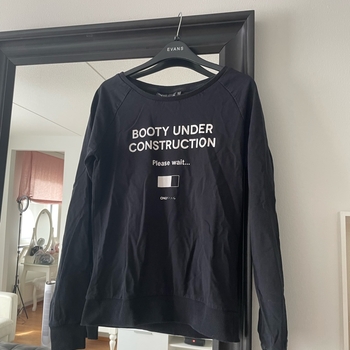 EVANS
BOOTY UNDER
CONSTRUCTION
Please wait...